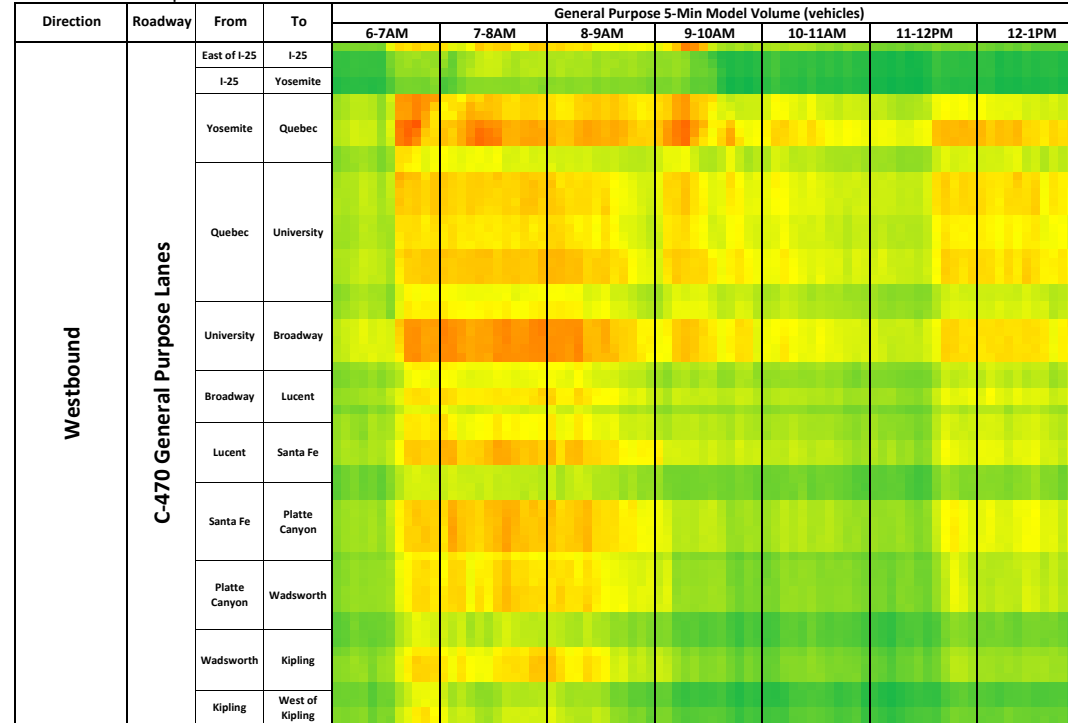 Direction Roadway From To General Purpose 5-Min Model Volume (vehicles)
6-7AM 7-8AM 8-9AM 9-10AM 10-11AM 11-12PM 12-1PM
Westbound
C-470 General Purpose Lanes
East of I-25 I-25
I-25 Yosemite
Yosemite Quebec
Quebec University
University Broadway
Broadway Lucent
Lucent Santa Fe
Santa Fe Platte
Canyon
Platte
Canyon Wadsworth
Wadsworth Kipling
Kipling West of
Kipling